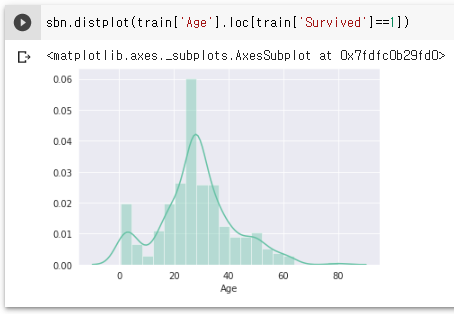 sbn.distplot(train['Age'].loc[train['Survived']==1])
<matplotlib.axes._subplots.AxesSubplot at 0x7fdfc0b29fd0>
0.06
0.05
0.04
0.03
0.02
0.01
0.00
0 20 40 60 80
Age